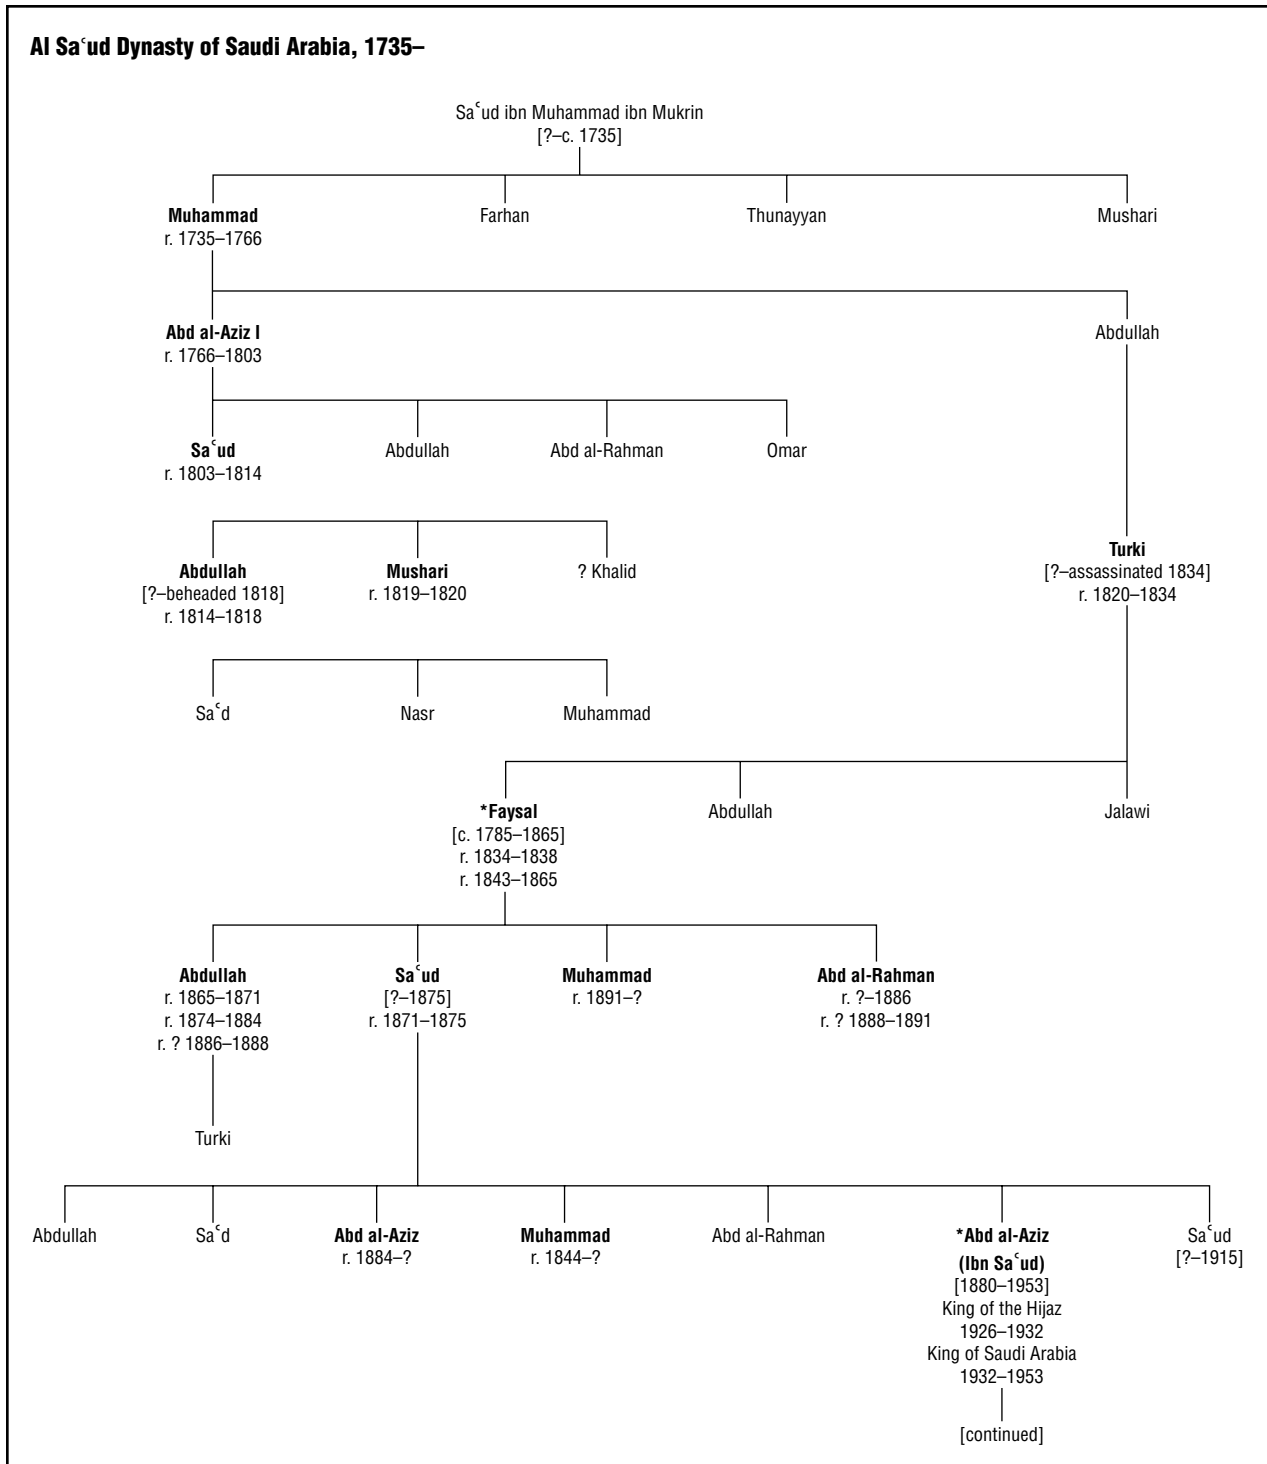 Al Saʿud Dynasty of Saudi Arabia, 1735–
Saʿud ibn Muhammad ibn Mukrin
[?–c. 1735]
Muhammad
r. 1735–1766
Farhan
Thunayyan
Mushari
Abd al-Aziz I
r. 1766–1803
Abdullah
Saʿud
r. 1803–1814
Abdullah
Abd al-Rahman
Omar
Abdullah
[?–beheaded 1818]
r. 1814–1818
Mushari
r. 1819–1820
? Khalid
Turki
[?–assassinated 1834]
r. 1820–1834
Saʿd
Nasr
Muhammad
*Faysal
[c. 1785–1865]
r. 1834–1838
r. 1843–1865
Abdullah
Jalawi
Abdullah
r. 1865–1871
r. 1874–1884
r. ? 1886–1888
Saʿud
[?–1875]
r. 1871–1875
Muhammad
r. 1891–?
Abd al-Rahman
r. ?–1886
r. ? 1888–1891
Turki
Abdullah
Saʿd
Abd al-Aziz
r. 1884–?
Muhammad
r. 1844–?
Abd al-Rahman
*Abd al-Aziz
(Ibn Saʿud)
[1880–1953]
King of the Hijaz
1926–1932
King of Saudi Arabia
1932–1953
Saʿud
[?–1915]
[continued]